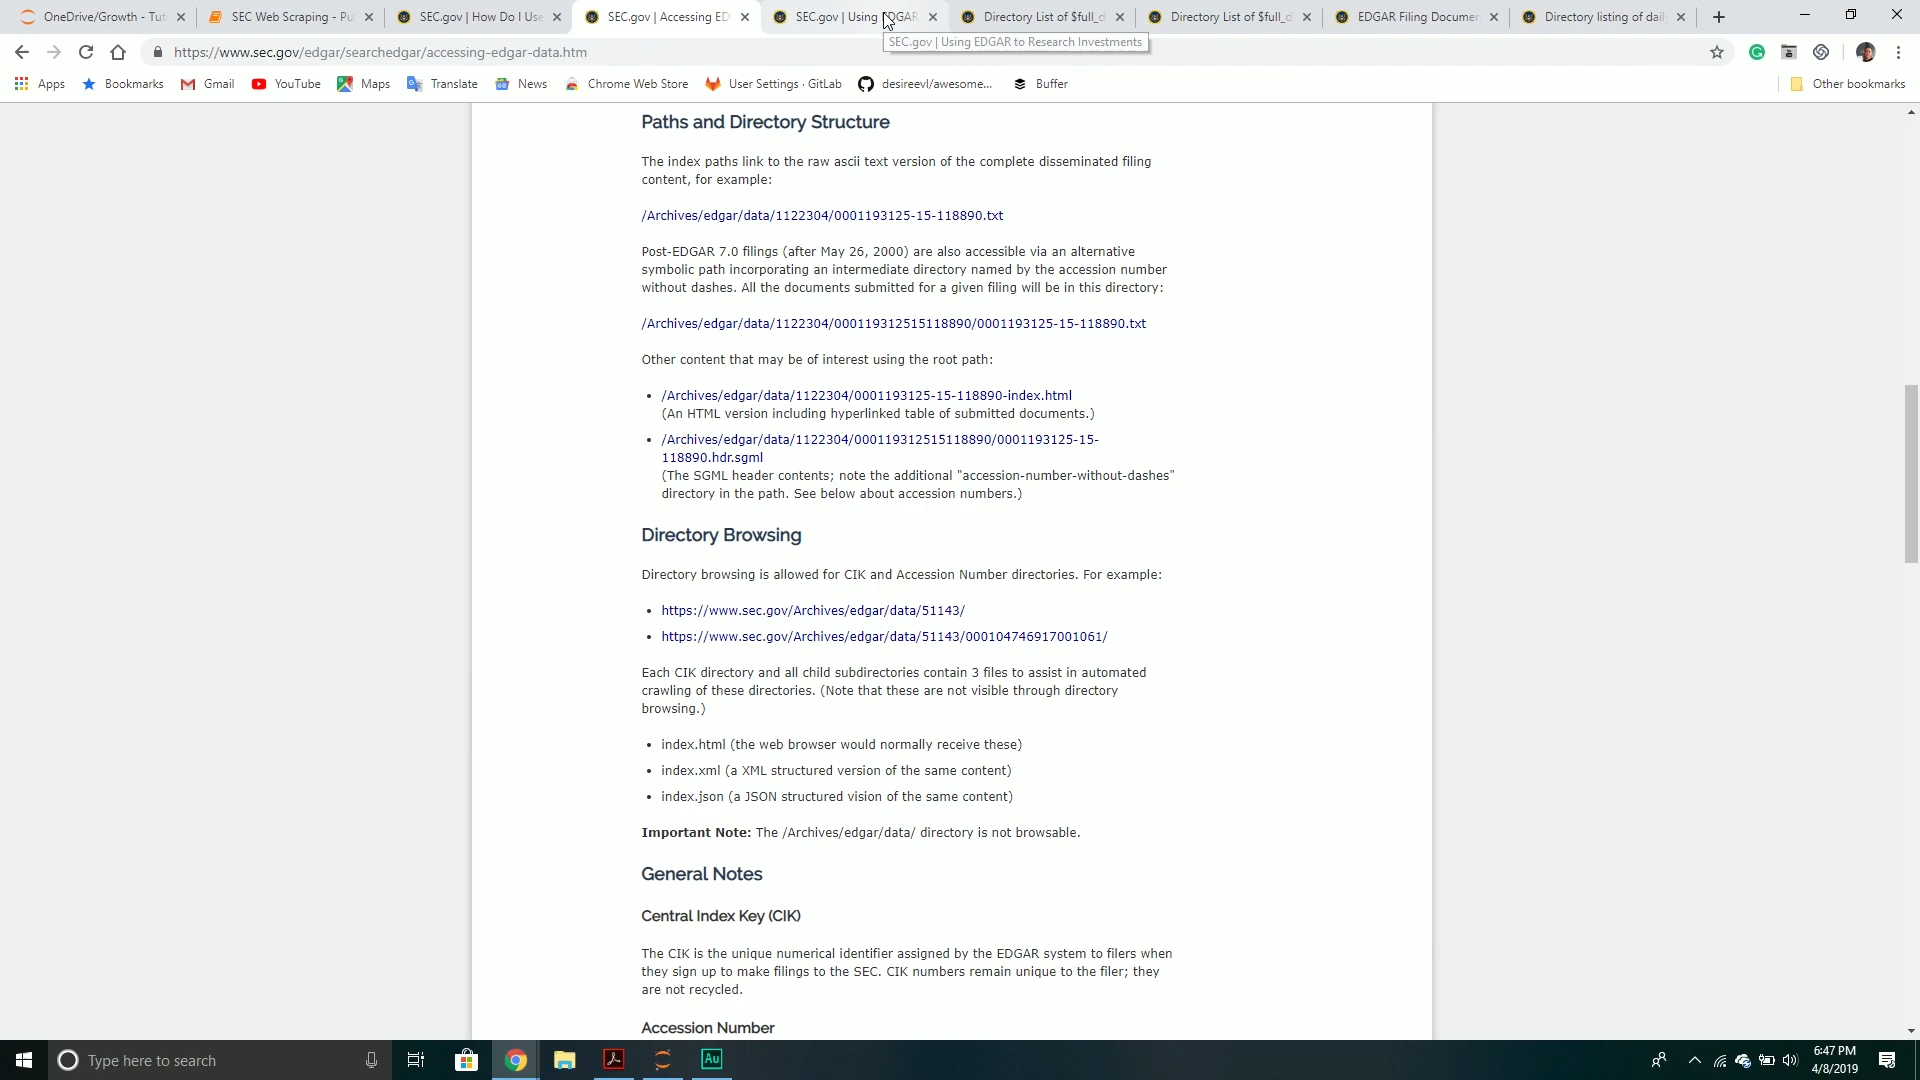 OneDrive/Growth - Tut
SEC Web Scraping - Pu
SEC.gov | How Do I Use
SEC.gov | Accessing ED
SEC.gov | Using EDGAR
Directory List of $full_d
Directory List of $full_d
EDGAR Filing Documen
Directory listing of dail
https://www.sec.gov/edgar/searchedgar/accessing-edgar-data.htm
SEC.gov | Using EDGAR to Research Investments
Apps
Bookmarks
Gmail
YouTube
Maps
Translate
News
Chrome Web Store
User Settings · GitLab
desireevl/awesome...
Buffer
Other bookmarks
Paths and Directory Structure
The index paths link to the raw ascii text version of the complete disseminated filing
content, for example:
/Archives/edgar/data/1122304/0001193125-15-118890.txt
Post-EDGAR 7.0 filings (after May 26, 2000) are also accessible via an alternative
symbolic path incorporating an intermediate directory named by the accession number
without dashes. All the documents submitted for a given filing will be in this directory:
/Archives/edgar/data/1122304/000119312515118890/0001193125-15-118890.txt
Other content that may be of interest using the root path:
• /Archives/edgar/data/1122304/0001193125-15-118890-index.html
(An HTML version including hyperlinked table of submitted documents.)
• /Archives/edgar/data/1122304/000119312515118890/0001193125-15-
118890.hdr.sgml
(The SGML header contents; note the additional "accession-number-without-dashes"
directory in the path. See below about accession numbers.)
Directory Browsing
Directory browsing is allowed for CIK and Accession Number directories. For example:
• https://www.sec.gov/Archives/edgar/data/51143/
• https://www.sec.gov/Archives/edgar/data/51143/000104746917001061/
Each CIK directory and all child subdirectories contain 3 files to assist in automated
crawling of these directories. (Note that these are not visible through directory
browsing.)
• index.html (the web browser would normally receive these)
• index.xml (a XML structured version of the same content)
• index.json (a JSON structured vision of the same content)
Important Note: The /Archives/edgar/data/ directory is not browsable.
General Notes
Central Index Key (CIK)
The CIK is the unique numerical identifier assigned by the EDGAR system to filers when
they sign up to make filings to the SEC. CIK numbers remain unique to the filer; they
are not recycled.
Accession Number
Type here to search
Au
6:47 PM
4/8/2019